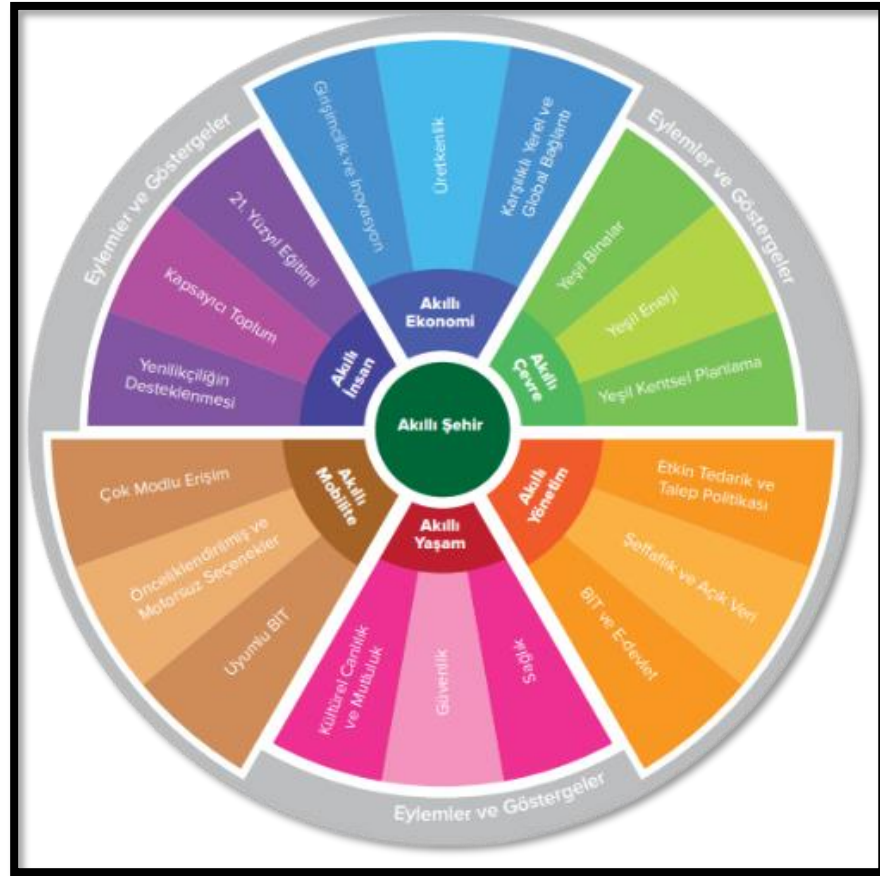 Eylemler ve Göstergeler
Girişimcilik ve İnovasyon
Üretkenlik
Karşılıklı Yerel ve
Global Bağlantı
Akıllı
Ekonomi
Eylemler ve Göstergeler
Yeşil Binalar
Yeşil Enerji
Yeşil Kentsel Planlama
Akıllı
Çevre
21. Yüzyıl Eğitimi
Kapsayıcı Toplum
Yenilikçiliğin
Desteklenmesi
Akıllı
İnsan
Akıllı Şehir
Çok Modlu Erişim
Önceliklendirilmiş ve
Motorsuz Seçenekler
Uyumlu BİT
Akıllı
Mobilite
Akıllı
Yaşam
Kültürel Canlılık
ve Mutluluk
Güvenlik
Sağlık
Akıllı
Yönetim
Etkin Tedarik ve
Talep Politikası
Şeffaflık ve Açık Veri
BİT ve E-devlet
Eylemler ve Göstergeler